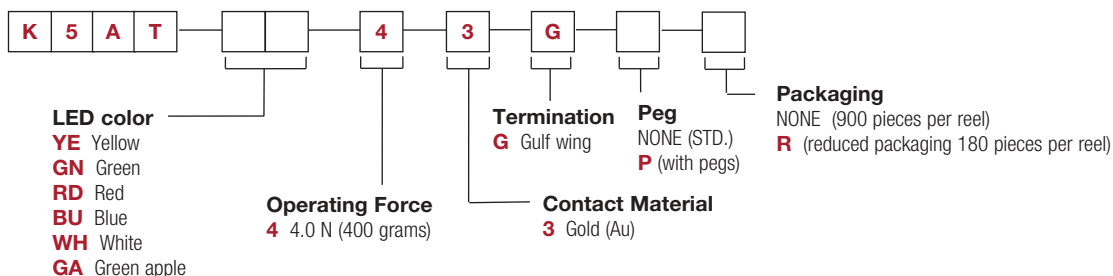 K 5 A T 4 3 G
LED color
YE Yellow
GN Green
RD Red
BU Blue
WH White
GA Green apple
Operating Force
4 4.0 N (400 grams)
Contact Material
3 Gold (Au)
Termination
G Gulf wing
Peg
NONE (STD.)
P (with pegs)
Packaging
NONE (900 pieces per reel)
R (reduced packaging 180 pieces per reel)